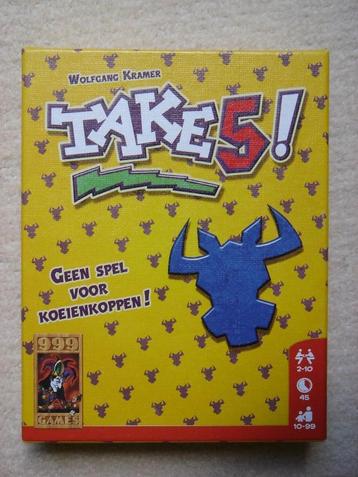 Wolfgang Kramer
TAKE 5!
Geen spel
voor
koeienkoppen!
999
GAMES
2-10
45
10-99